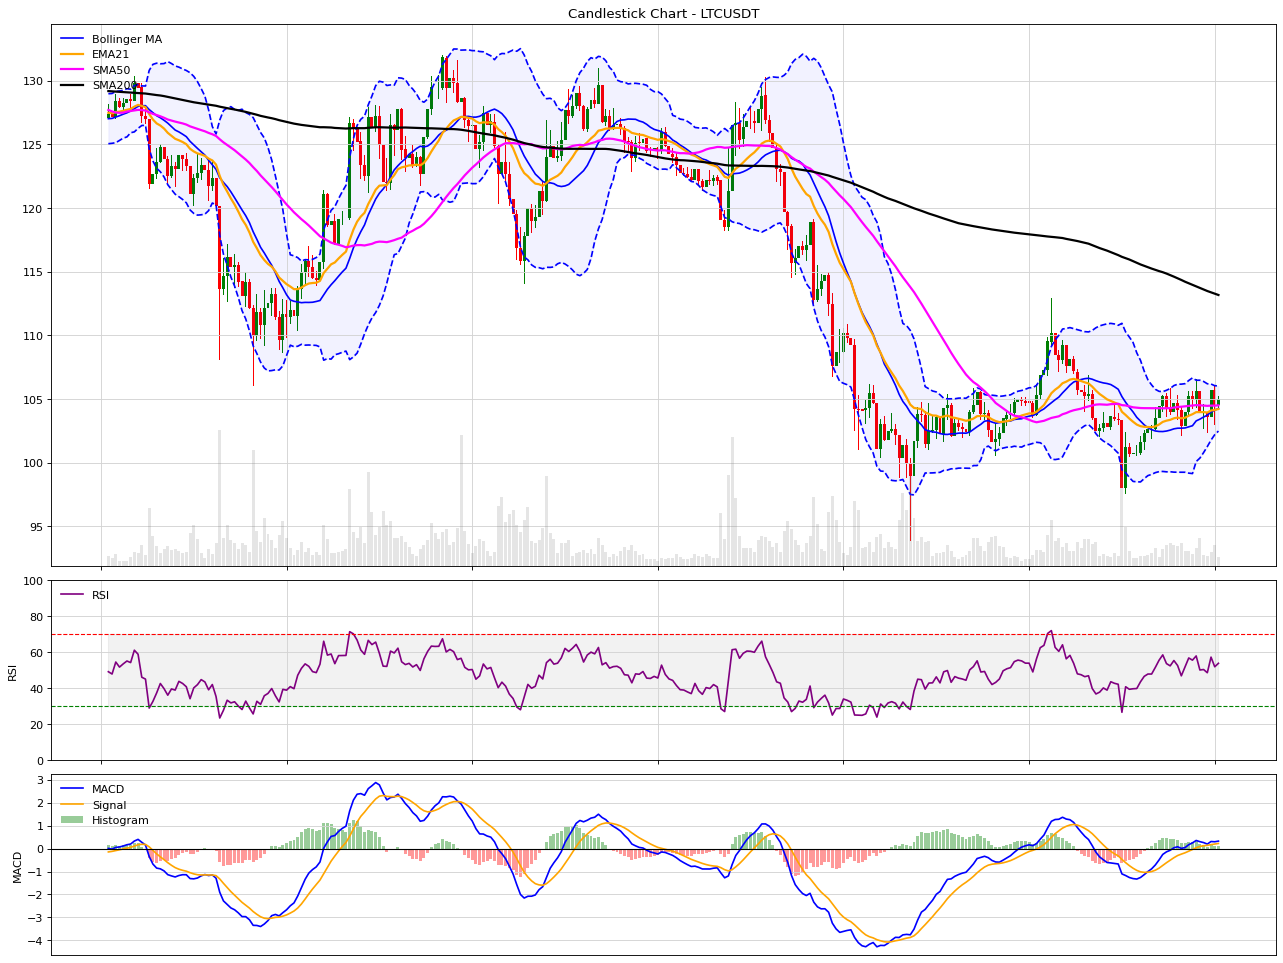 Candlestick Chart - LTCUSDT
Bollinger MA
EMA21
SMA50
SMA200
130
125
120
115
110
105
100
95
RSI
100
80
60
40
20
0
RSI
MACD
Signal
Histogram
3
2
1
0
−1
−2
−3
−4
MACD